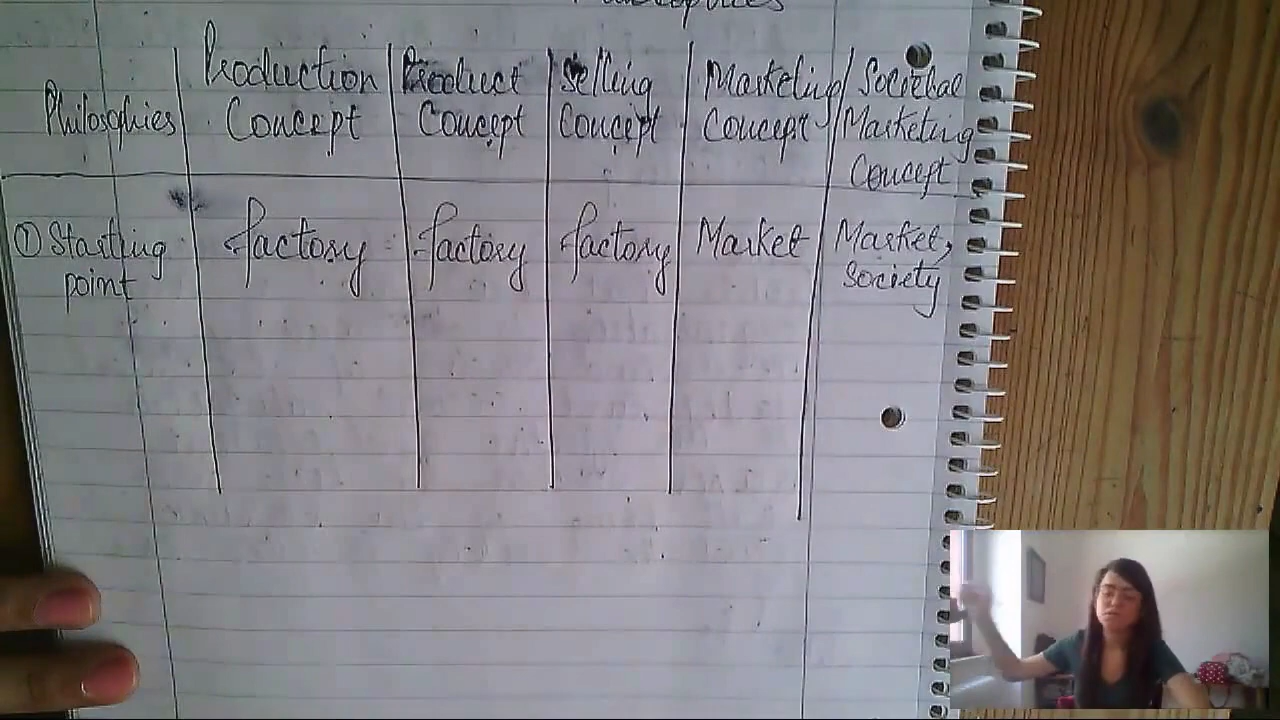 Philosophies
Production
Concept
Product
Concept
Selling
Concept
Marketing
Concept
Societal
Marketing
Concept
① Starting
point
factory
factory
factory
Market
Market,
Society